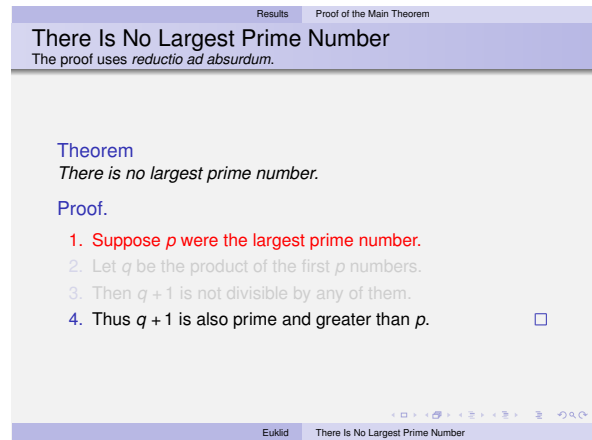 Results Proof of the Main Theorem
There Is No Largest Prime Number
The proof uses reductio ad absurdum.
Theorem
There is no largest prime number.
Proof.
1. Suppose p were the largest prime number.
2. Let q be the product of the first p numbers.
3. Then q + 1 is not divisible by any of them.
4. Thus q + 1 is also prime and greater than p.
Euklid There Is No Largest Prime Number